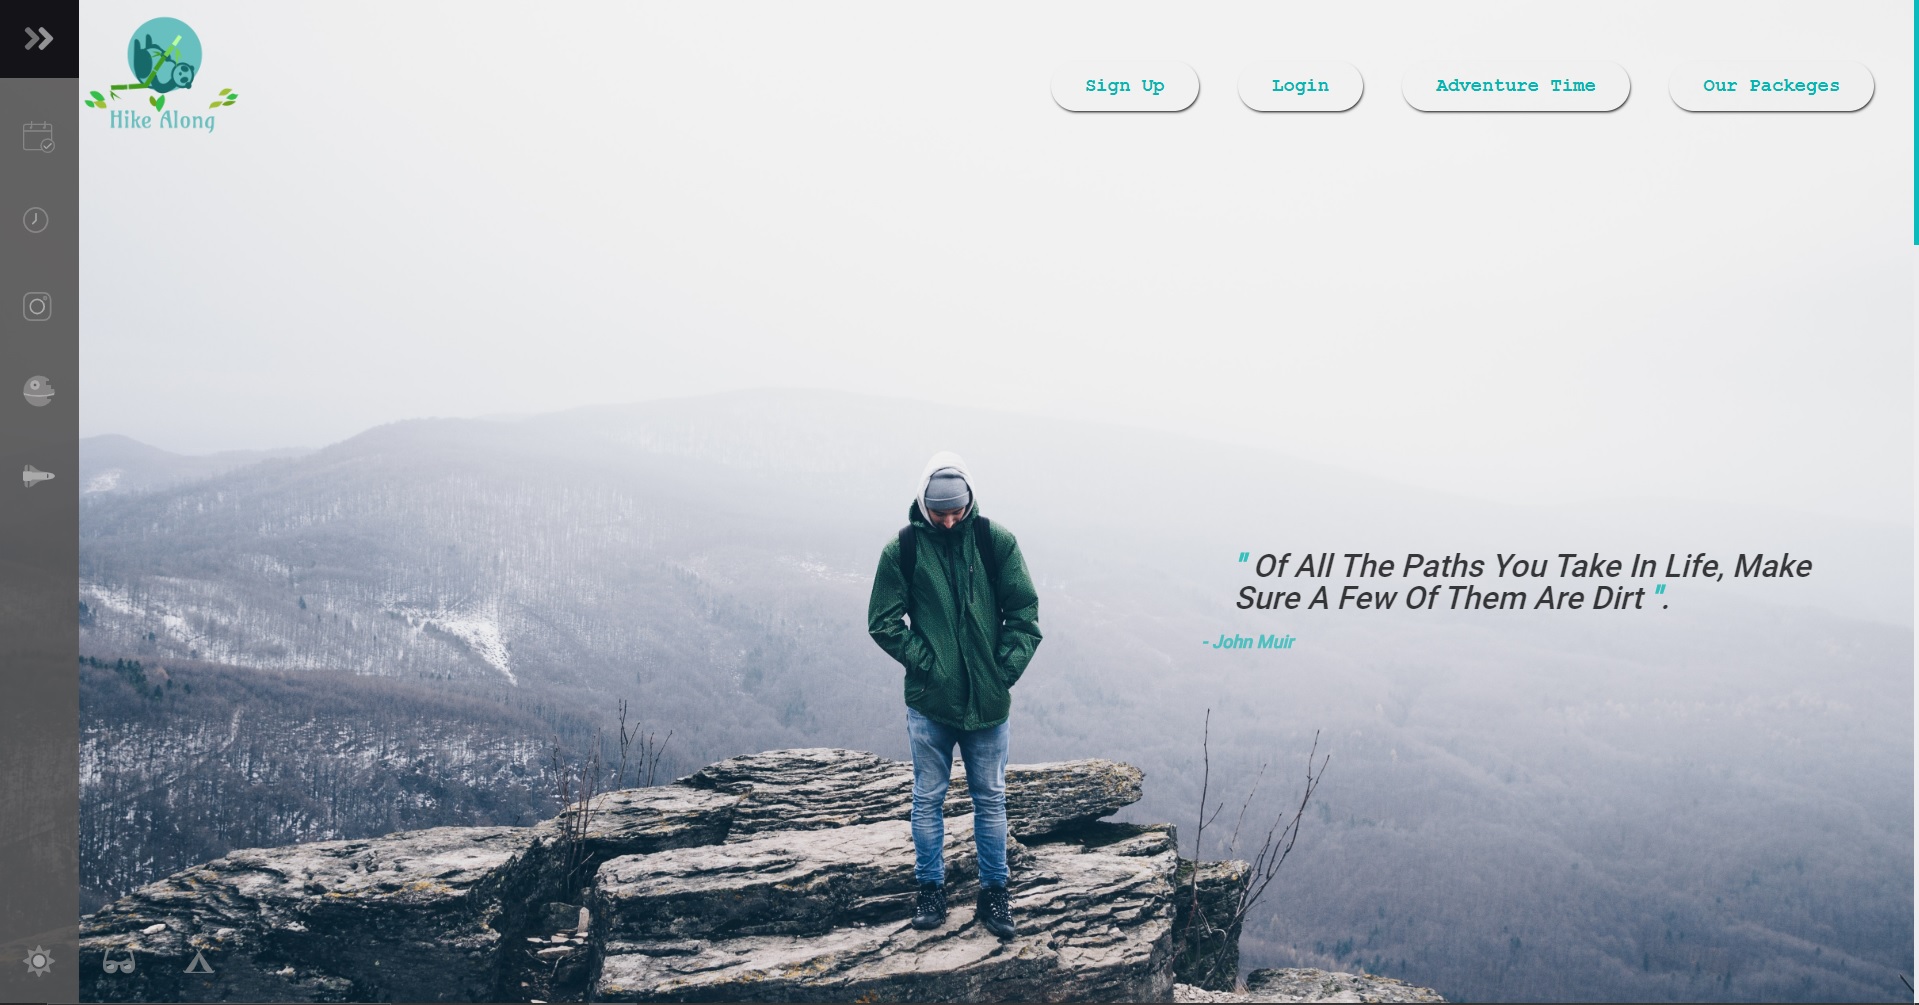 Hike Along
Sign Up
Login
Adventure Time
Our Packeges
" Of All The Paths You Take In Life, Make
Sure A Few Of Them Are Dirt ".
- John Muir